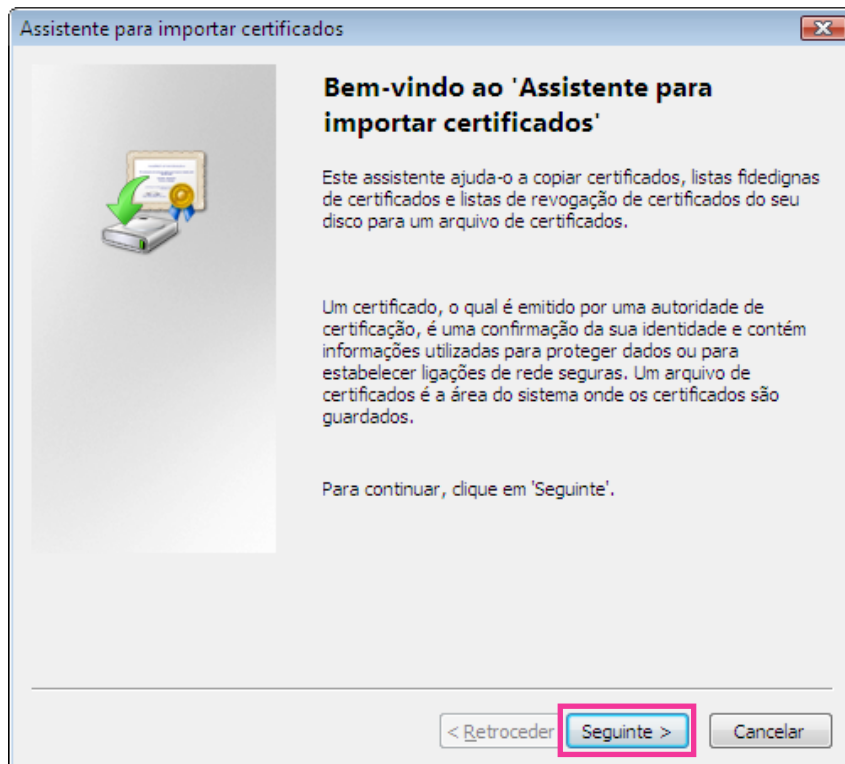 Assistente para importar certificados
Bem-vindo ao 'Assistente para
importar certificados'
Este assistente ajuda-o a copiar certificados, listas fidedignas
de certificados e listas de revogação de certificados do seu
disco para um arquivo de certificados.
Um certificado, o qual é emitido por uma autoridade de
certificação, é uma confirmação da sua identidade e contém
informações utilizadas para proteger dados ou para
estabelecer ligações de rede seguras. Um arquivo de
certificados é a área do sistema onde os certificados são
guardados.
Para continuar, clique em 'Seguinte'.
< Retroceder Seguinte > Cancelar